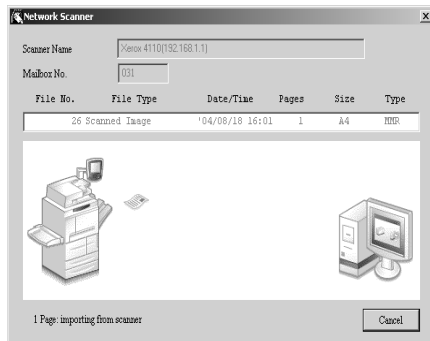 Network Scanner
Scanner Name Xerox 4110(192.168.1.1)
Mailbox No. 031
File No. File Type Date/Time Pages Size Type
26 Scanned Image '04/08/18 16:01 1 A4 MMR
1 Page: importing from scanner
Cancel